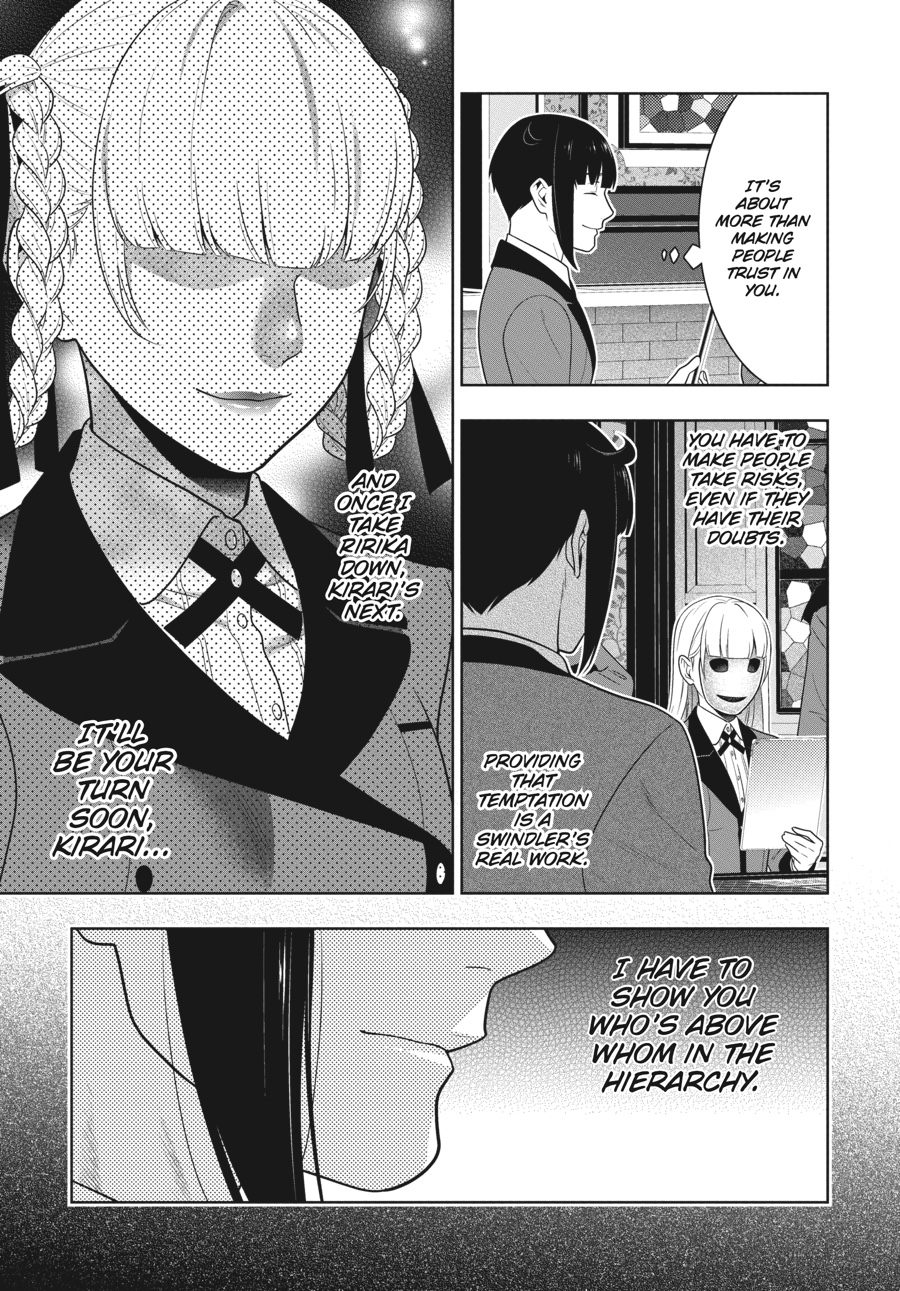 IT'S
ABOUT
MORE THAN
MAKING
PEOPLE
TRUST IN
YOU.
YOU HAVE TO
MAKE PEOPLE
TAKE RISKS,
EVEN IF THEY
HAVE THEIR
DOUBTS.
PROVIDING
THAT
TEMPTATION
IS A
SWINDLER'S
REAL WORK.
AND
ONCE I
TAKE
RIRIKA
DOWN,
KIRARI'S
NEXT.
IT'LL
BE YOUR
TURN
SOON,
KIRARI...
I HAVE TO
SHOW YOU
WHO'S ABOVE
WHOM IN THE
HIERARCHY.